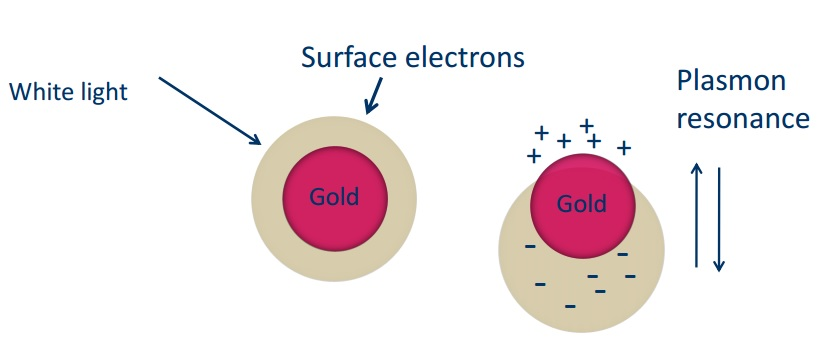 White light
Surface electrons
Gold
Gold
Plasmon
resonance
+ + + + + +
- - - - - - -